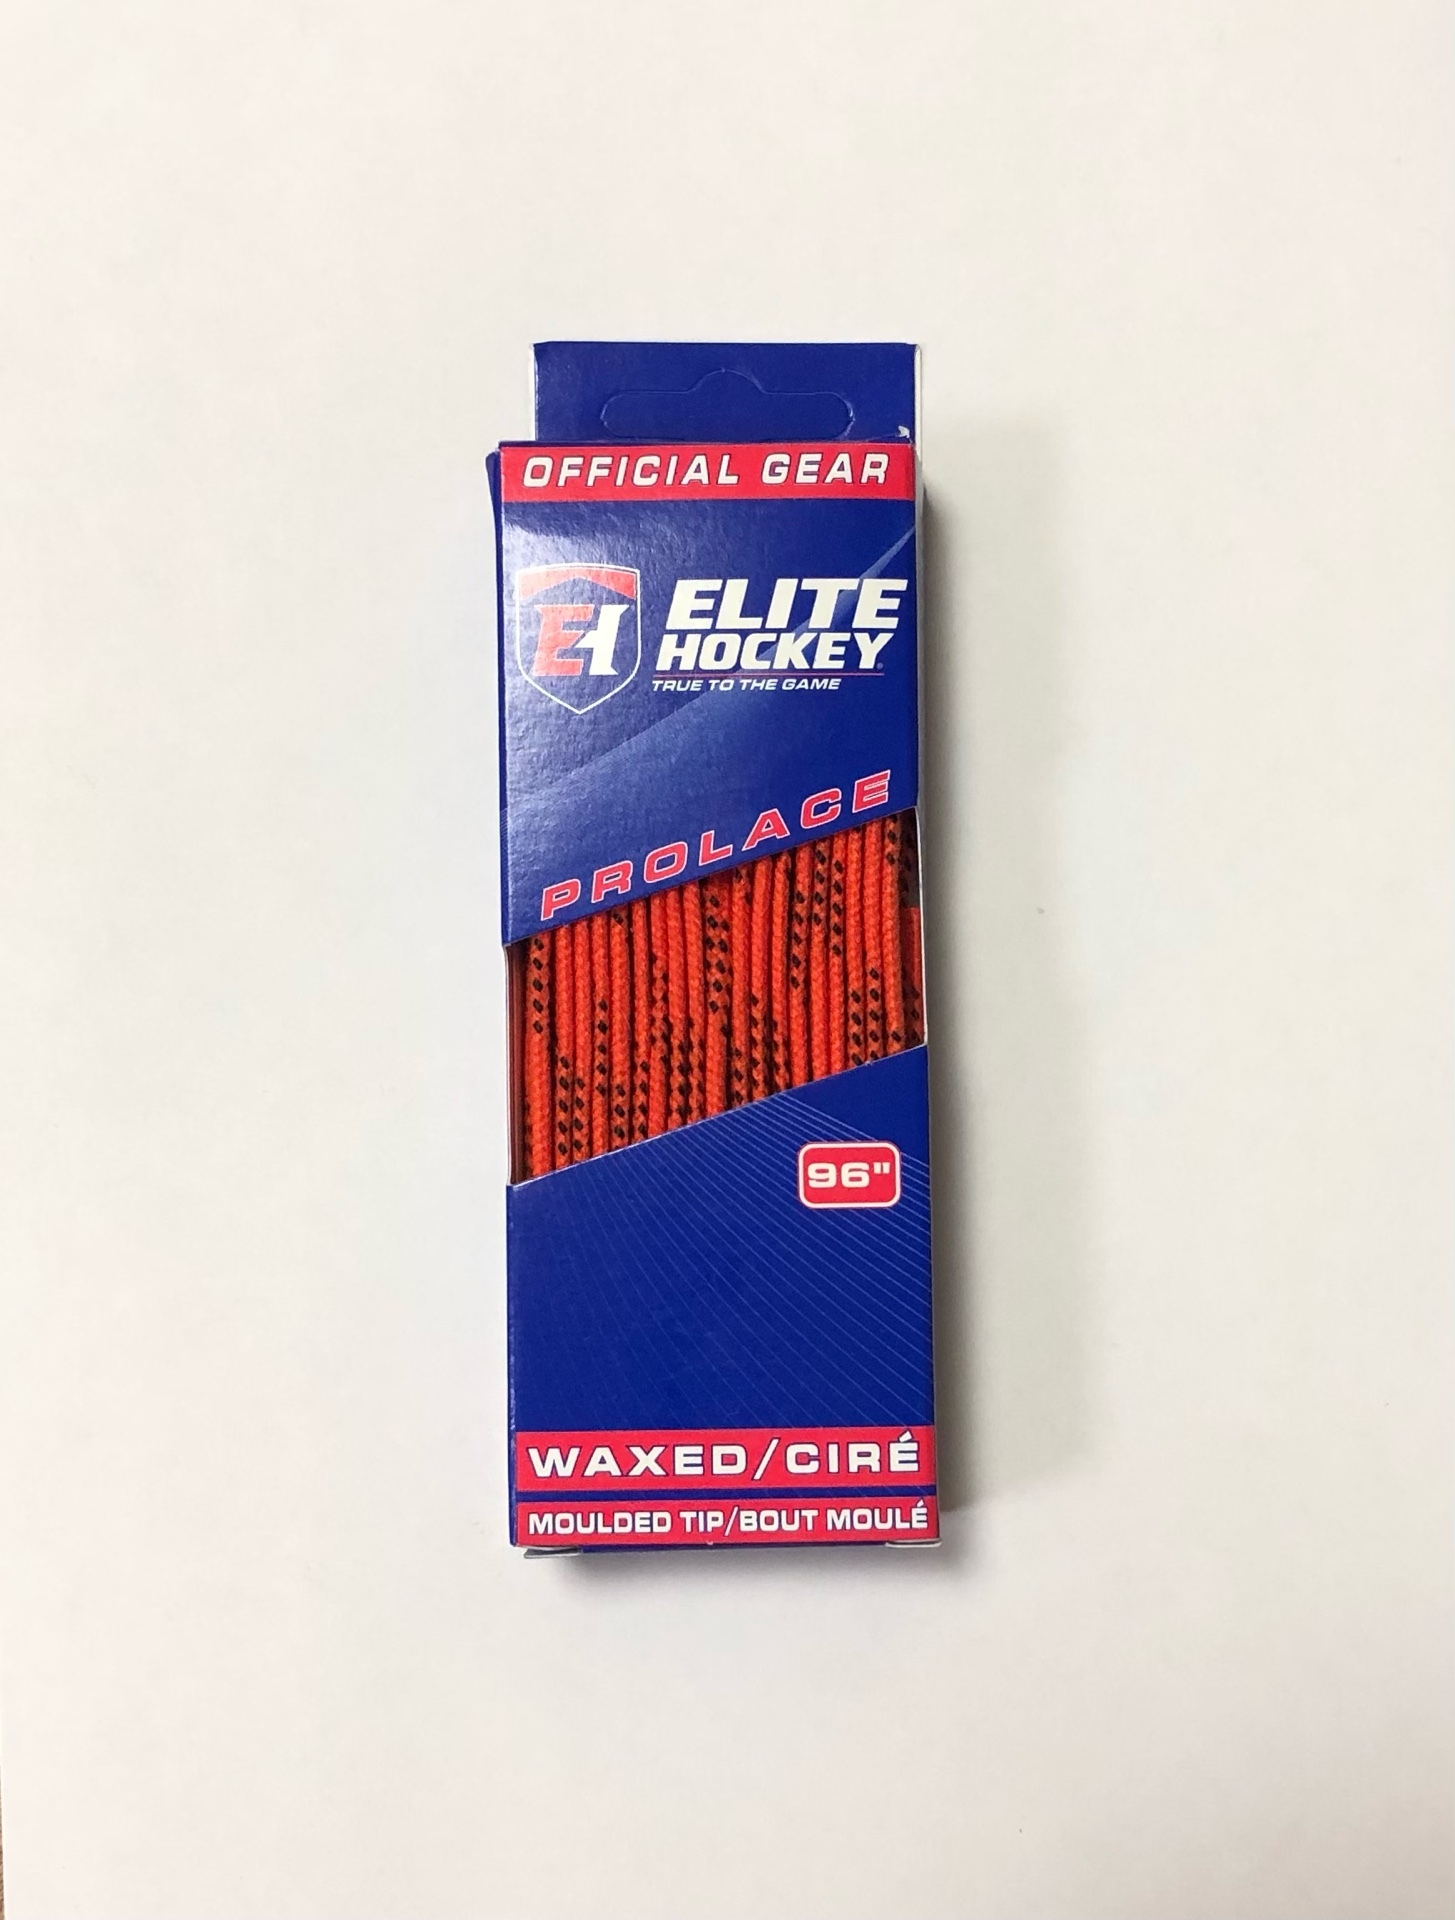 OFFICIAL GEAR
EH
ELITE
HOCKEY
TRUE TO THE GAME
PROLACE
96"
WAXED/CIRÉ
MOULDED TIP/BOUT MOULÉ